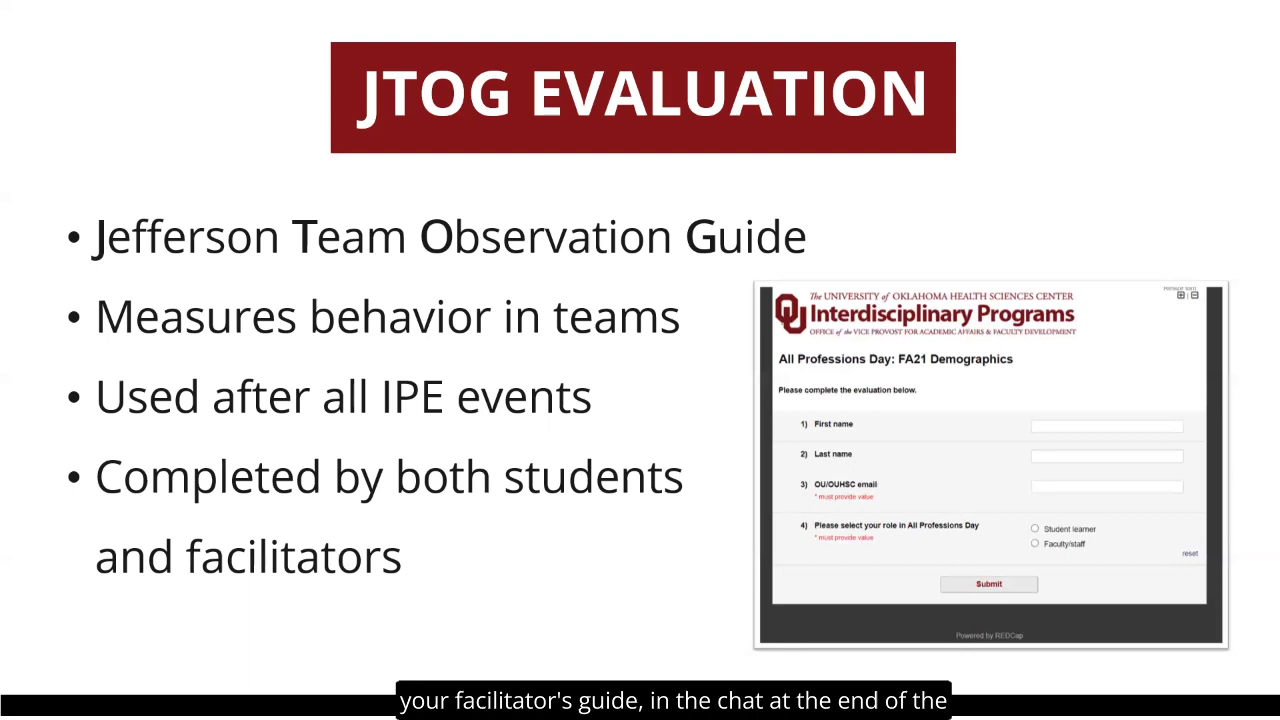 JTOG EVALUATION
• Jefferson Team Observation Guide
• Measures behavior in teams
• Used after all IPE events
• Completed by both students
and facilitators
The UNIVERSITY of OKLAHOMA HEALTH SCIENCES CENTER
Interdisciplinary Programs
OFFICE of the VICE PROVOST FOR ACADEMIC AFFAIRS & FACULTY DEVELOPMENT
All Professions Day: FA21 Demographics
Please complete the evaluation below.
1) First name
2) Last name
3) OU/OUHSC email
* must provide value
4) Please select your role in All Professions Day
* must provide value
Student learner
Faculty/staff
reset
Submit
Powered by REDCap
your facilitator's guide, in the chat at the end of the